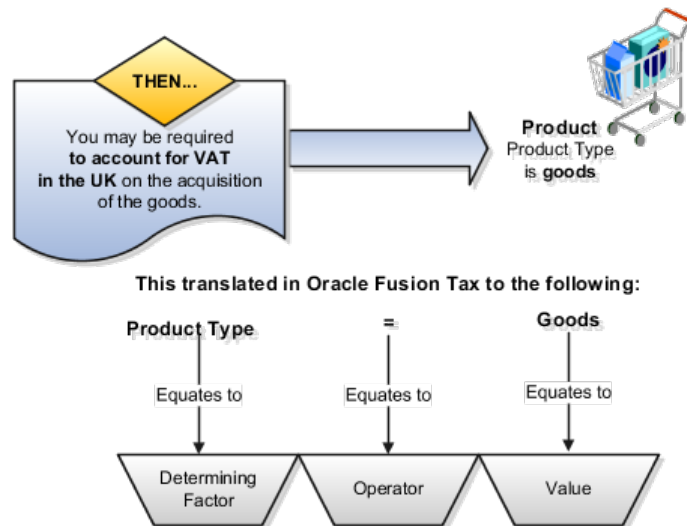 THEN...
You may be required
to account for VAT
in the UK on the acquisition
of the goods.
Product
Product Type
is goods
This translated in Oracle Fusion Tax to the following:
Product Type
=
Goods
Equates to
Equates to
Equates to
Determining
Factor
Operator
Value